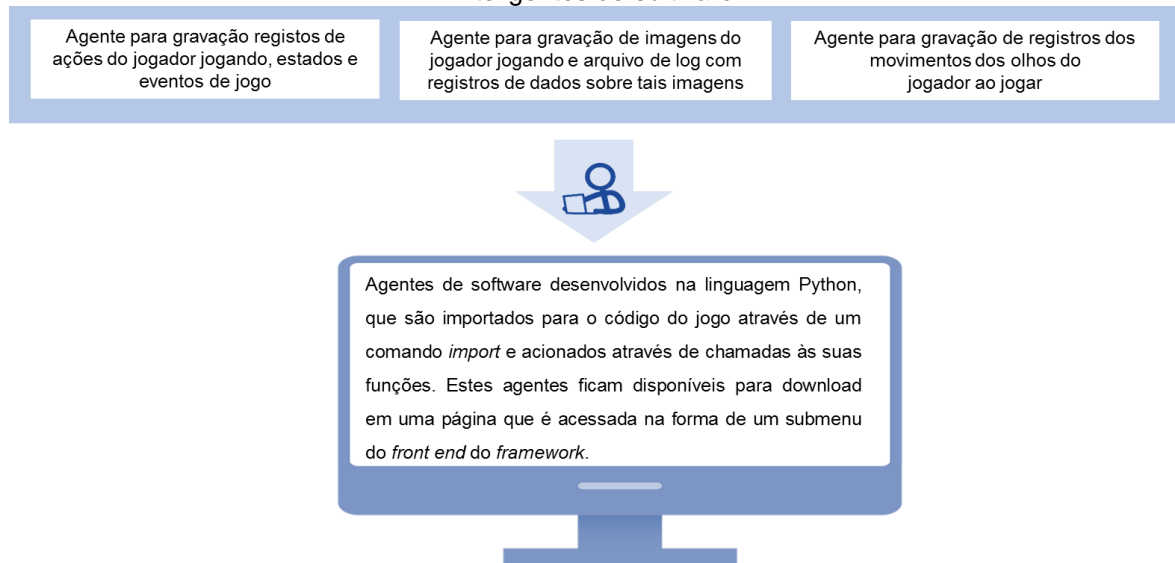 Agente para gravação registos de
ações do jogador jogando, estados e
eventos de jogo
Agente para gravação de imagens do
jogador jogando e arquivo de log com
registros de dados sobre tais imagens
Agente para gravação de registros dos
movimentos dos olhos do
jogador ao jogar
Agentes de software desenvolvidos na linguagem Python,
que são importados para o código do jogo através de um
comando import e acionados através de chamadas às suas
funções. Estes agentes ficam disponíveis para download
em uma página que é acessada na forma de um submenu
do front end do framework.